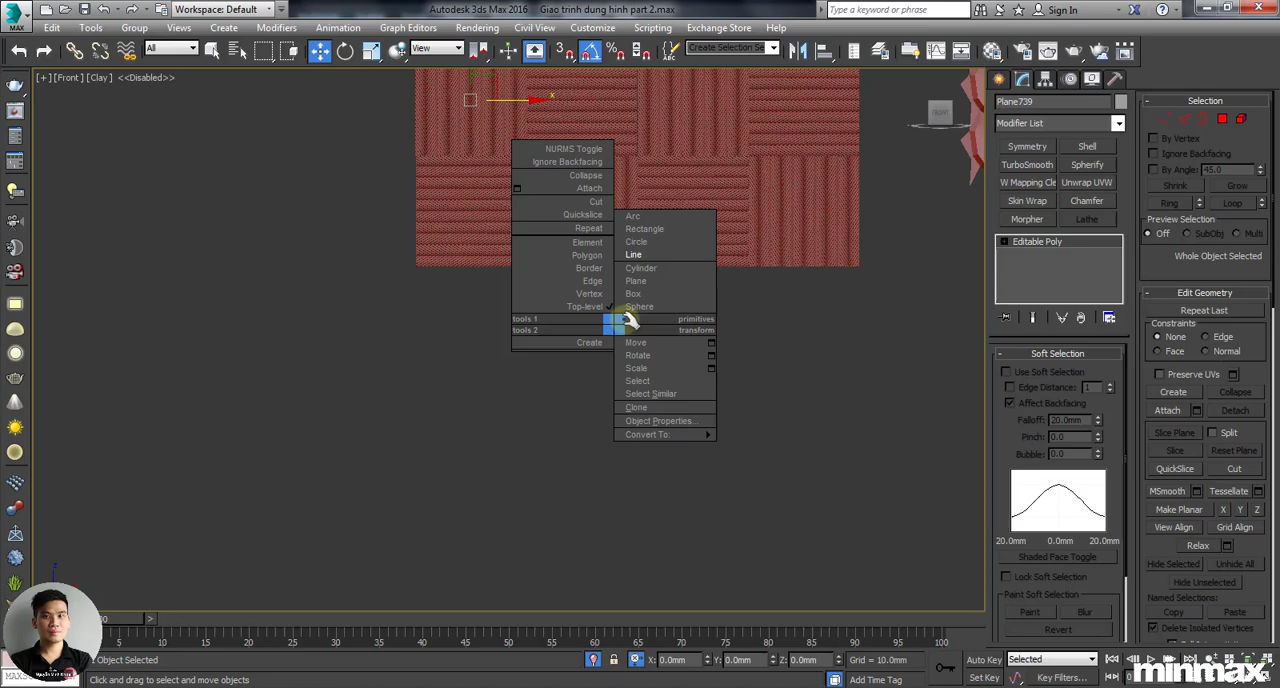 MAX
Workspace: Default
Autodesk 3ds Max 2016
Giao trinh dung hinh part 2.max
Type a keyword or phrase
Sign In
Edit
Tools
Group
Views
Create
Modifiers
Animation
Graph Editors
Rendering
Civil View
Customize
Scripting
Exchange Store
Help
All
View
Create Selection Se
[+] [Front] [Clay] <<Disabled>>
x
FRONT
NURMS Toggle
Ignore Backfacing
Collapse
Attach
Cut
Quickslice
Repeat
Element
Polygon
Border
Edge
Vertex
Top-level
tools 1
tools 2
Create
Arc
Rectangle
Circle
Line
Cylinder
Plane
Box
Sphere
primitives
transform
Move
Rotate
Scale
Select
Select Similar
Clone
Object Properties...
Convert To:
Plane739
Modifier List
Symmetry
Shell
TurboSmooth
Spherify
W Mapping Cle
Unwrap UVW
Skin Wrap
Chamfer
Morpher
Lathe
Editable Poly
Soft Selection
Use Soft Selection
Edge Distance: 1
Affect Backfacing
Falloff: 20.0mm
Pinch: 0.0
Bubble: 0.0
20.0mm 0.0mm 20.0mm
Shaded Face Toggle
Lock Soft Selection
Paint Soft Selection
Paint
Blur
Revert
Selection
By Vertex
Ignore Backfacing
By Angle: 45.0
Shrink
Grow
Ring
Loop
Preview Selection
Off
SubObj
Multi
Whole Object Selected
Edit Geometry
Repeat Last
Constraints
None
Edge
Face
Normal
Preserve UVs
Create
Collapse
Attach
Detach
Slice Plane
Split
Slice
Reset Plane
QuickSlice
Cut
MSmooth
Tessellate
Make Planar
X
Y
Z
View Align
Grid Align
Relax
Hide Selected
Unhide All
Hide Unselected
Named Selections:
Copy
Paste
Delete Isolated Vertices
5 10 15 20 25 30 35 40 45 50 55 60 65 70 75 80 85 90 95 100
Object Selected
X: 0.0mm
Y: 0.0mm
Z: 0.0mm
Grid = 10.0mm
Auto Key
Selected
Set Key
Key Filters...
Click and drag to select and move objects
Add Time Tag
minmax